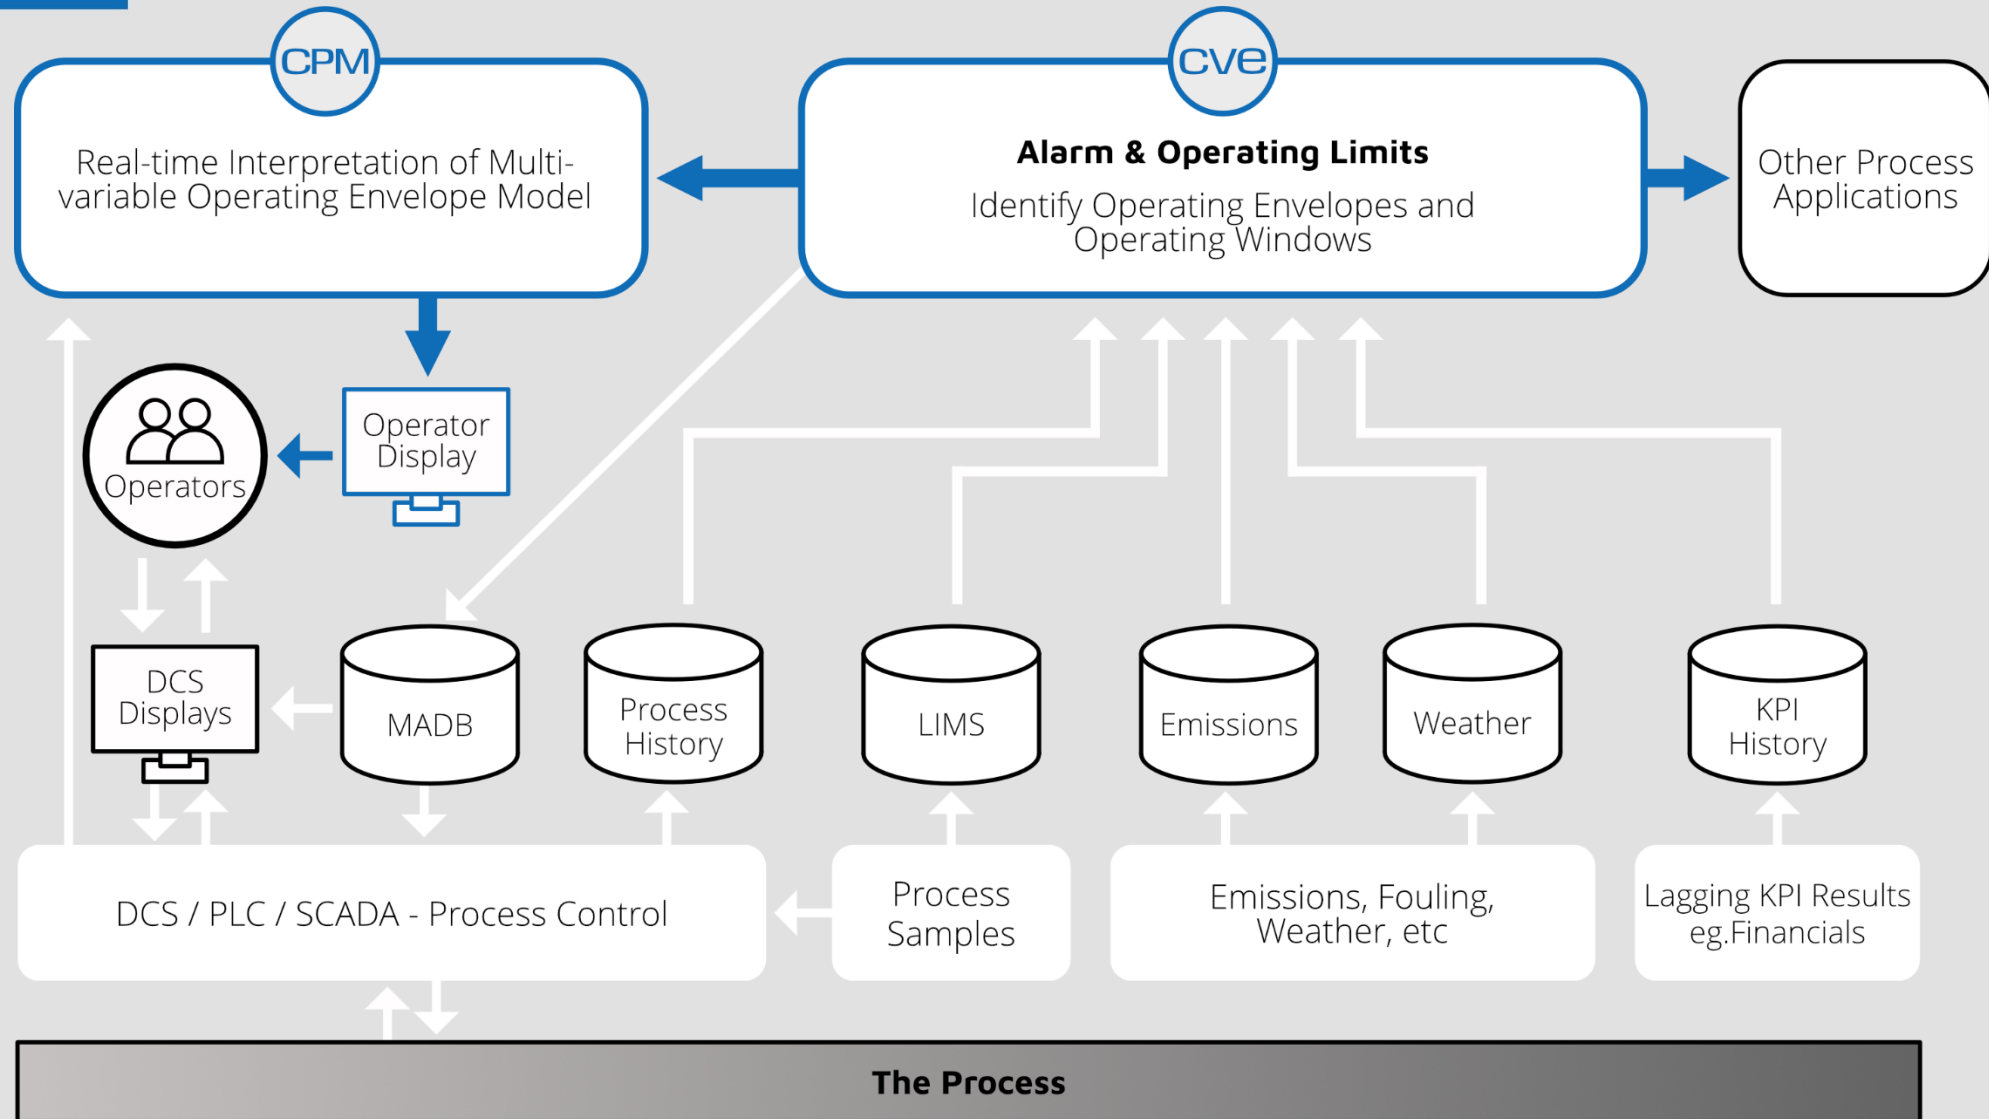 CPM
Real-time Interpretation of Multi-
variable Operating Envelope Model
cve
Alarm & Operating Limits
Identify Operating Envelopes and
Operating Windows
Other Process
Applications
Operators
Operator
Display
DCS
Displays
MADB
Process
History
LIMS
Emissions
Weather
KPI
History
DCS / PLC / SCADA - Process Control
Process
Samples
Emissions, Fouling,
Weather, etc
Lagging KPI Results
eg.Financials
The Process